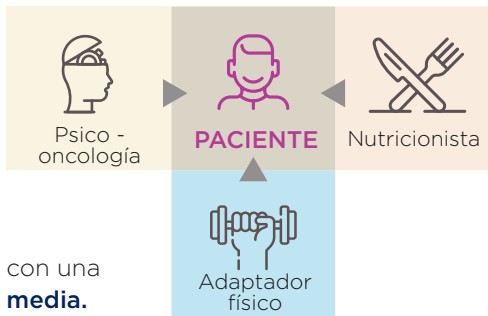 Psico -
oncología
PACIENTE
Nutricionista
Adaptador
físico
con una
media.